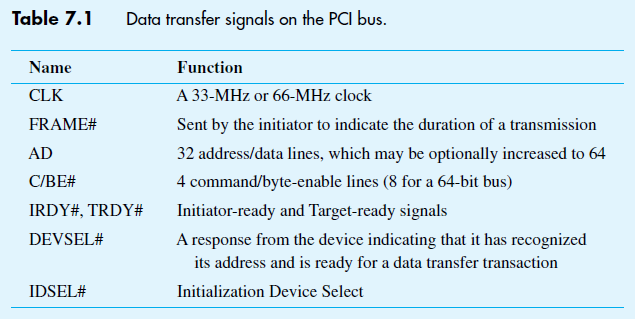 Table 7.1 Data transfer signals on the PCI bus.
Name Function
CLK A 33-MHz or 66-MHz clock
FRAME# Sent by the initiator to indicate the duration of a transmission
AD 32 address/data lines, which may be optionally increased to 64
C/BE# 4 command/byte-enable lines (8 for a 64-bit bus)
IRDY#, TRDY# Initiator-ready and Target-ready signals
DEVSEL# A response from the device indicating that it has recognized
its address and is ready for a data transfer transaction
IDSEL# Initialization Device Select